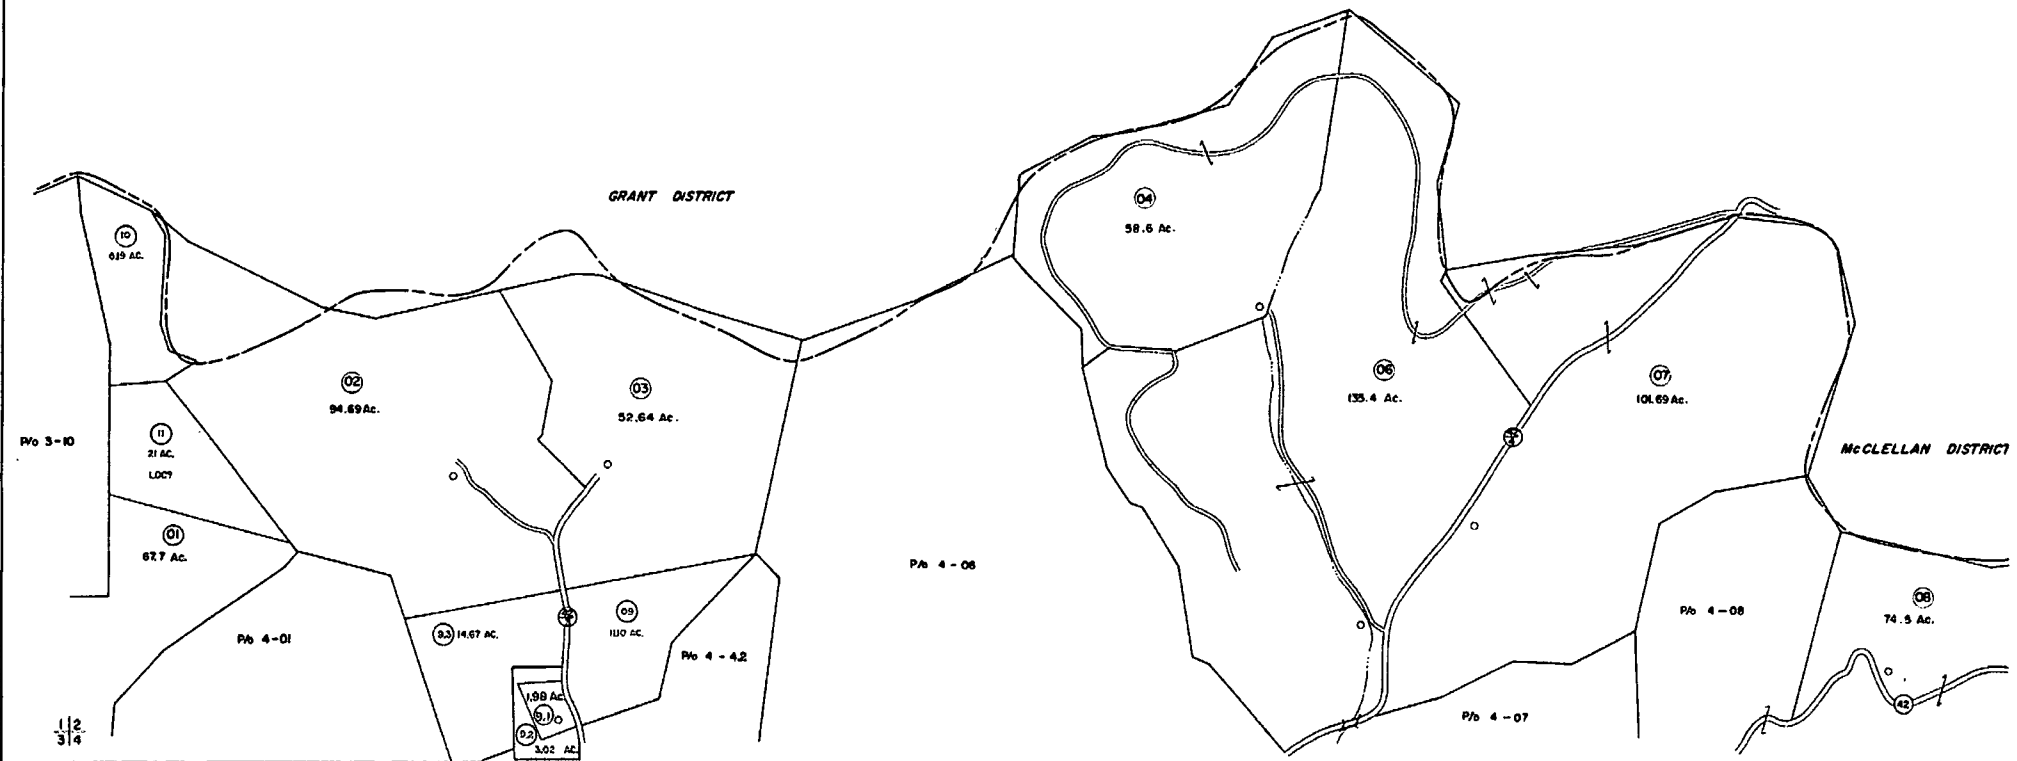 GRANT DISTRICT
04
58.6 Ac.
10
6.19 AC.
02
94.69 Ac.
03
52.64 Ac.
06
135.4 Ac.
07
101.69 Ac.
P/o 3-10
11
21 AC.
LOC?
McCLELLAN DISTRICT
01
67.7 Ac.
P/o 4-06
P/o 4-01
9.3 14.67 AC.
09
11.10 AC.
P/o 4-4.2
P/o 4-08
08
74.5 Ac.
1.98 Ac.
9.1
9.2
3.02 AC.
P/o 4-07
42
1 2
3 4